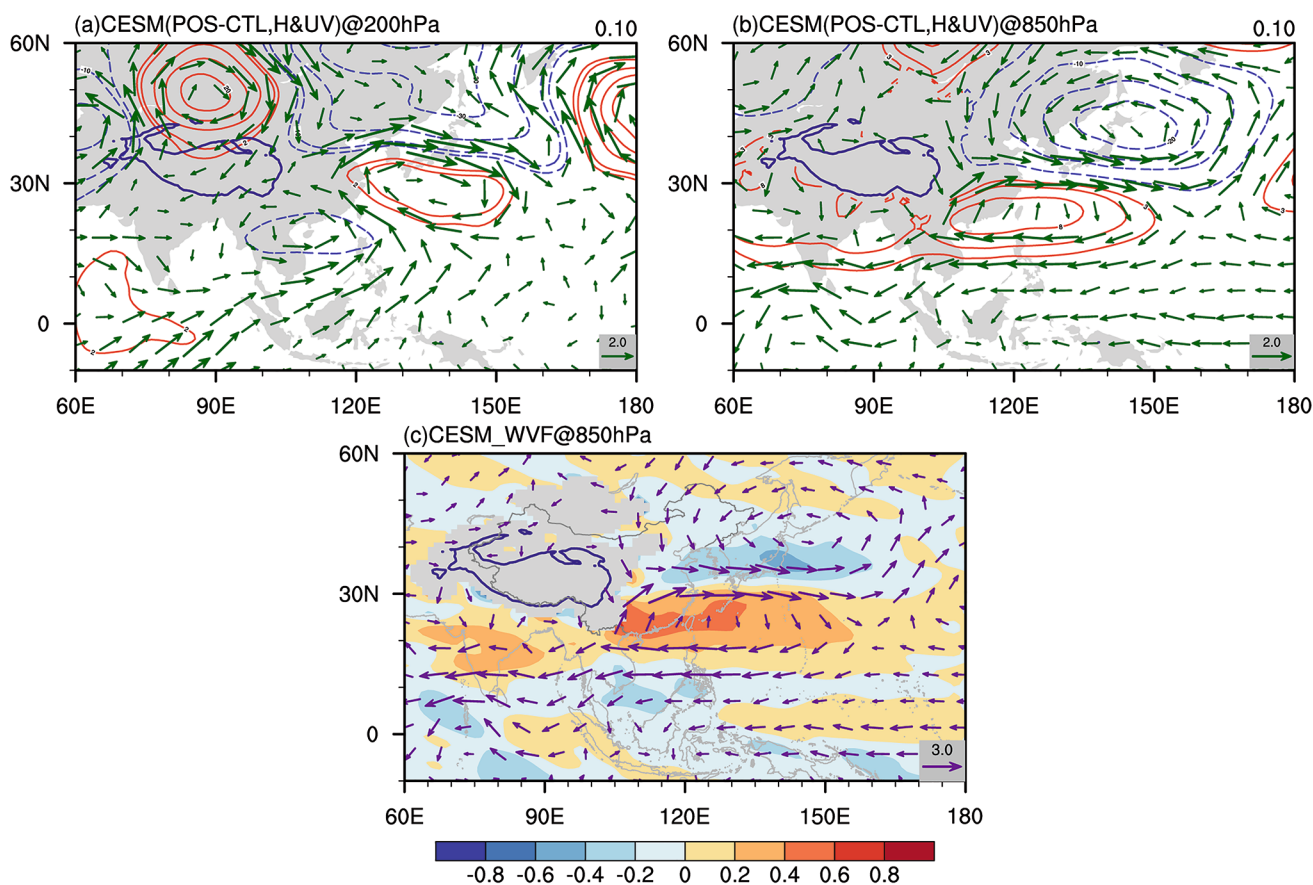 (a)CESM(POS-CTL,H&UV)@200hPa 0.10
60N
30N
0
2.0
60E 90E 120E 150E 180
(b)CESM(POS-CTL,H&UV)@850hPa 0.10
60N
30N
0
2.0
60E 90E 120E 150E 180
(c)CESM_WVF@850hPa
60N
30N
0
3.0
60E 90E 120E 150E 180
-0.8 -0.6 -0.4 -0.2 0 0.2 0.4 0.6 0.8